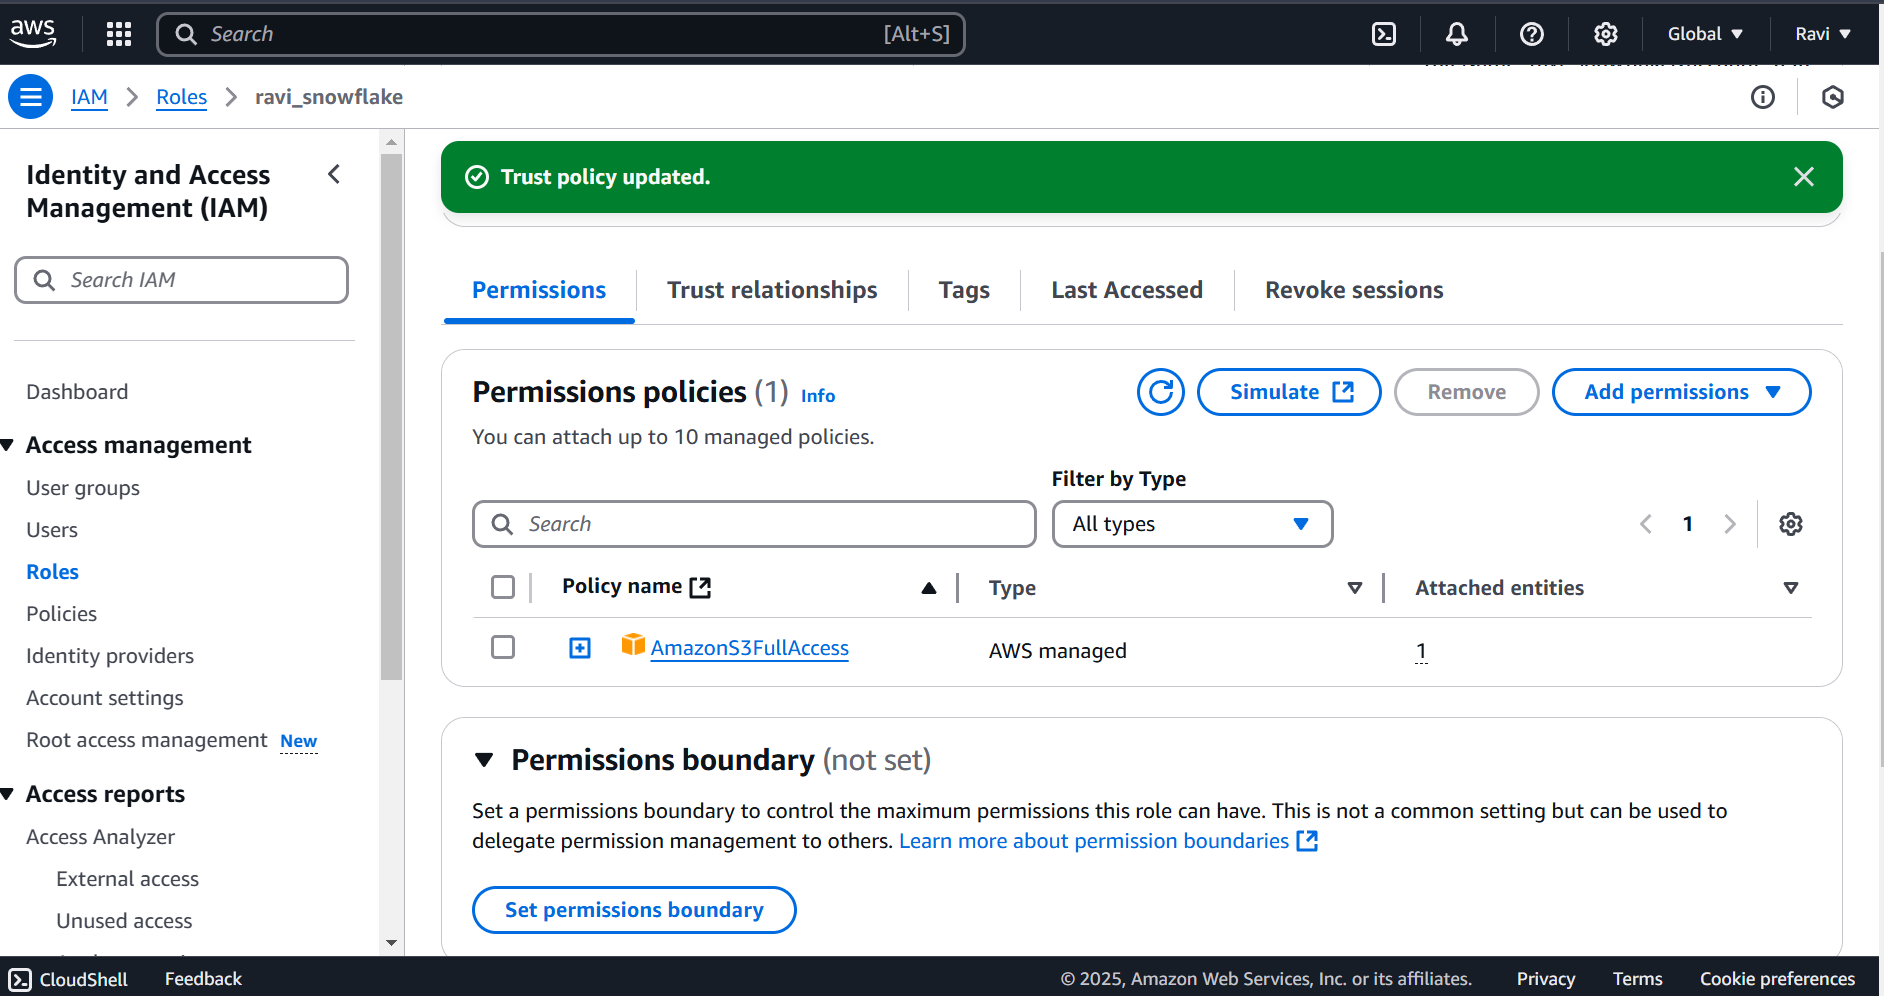 aws
Search [Alt+S]
Global
Ravi
IAM Roles ravi_snowflake
Identity and Access
Management (IAM)
Search IAM
Dashboard
Access management
User groups
Users
Roles
Policies
Identity providers
Account settings
Root access management New
Access reports
Access Analyzer
External access
Unused access
Trust policy updated.
Permissions Trust relationships Tags Last Accessed Revoke sessions
Permissions policies (1) Info
Simulate
Remove
Add permissions
You can attach up to 10 managed policies.
Filter by Type
Search
All types
1
Policy name Type Attached entities
AmazonS3FullAccess AWS managed 1
Permissions boundary (not set)
Set a permissions boundary to control the maximum permissions this role can have. This is not a common setting but can be used to
delegate permission management to others. Learn more about permission boundaries
Set permissions boundary
CloudShell Feedback © 2025, Amazon Web Services, Inc. or its affiliates. Privacy Terms Cookie preferences